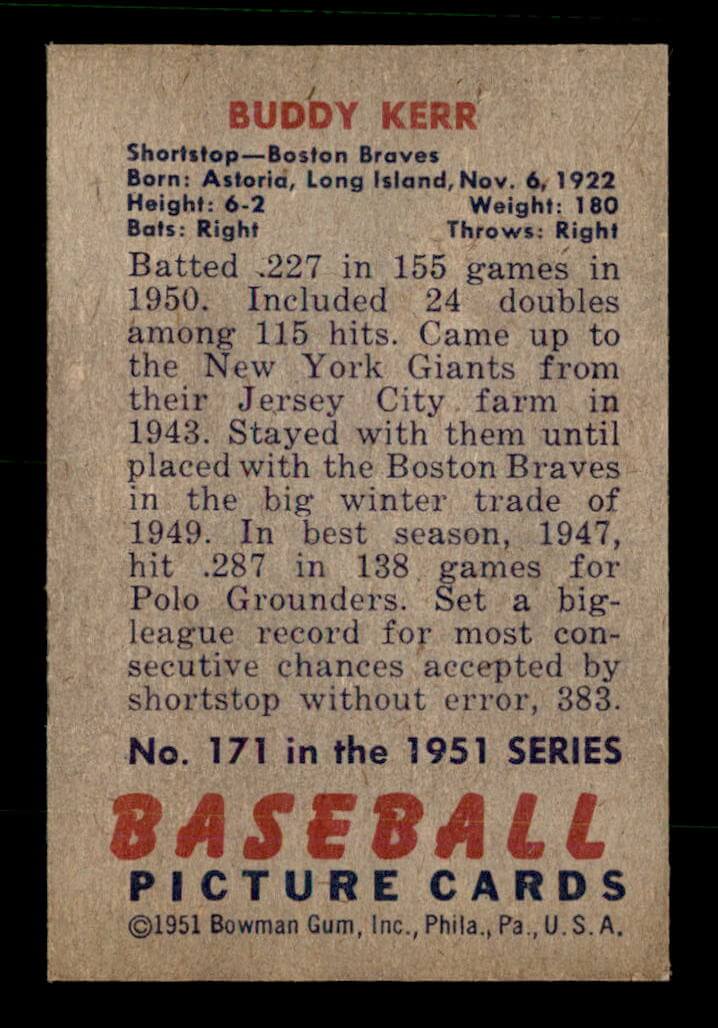 BUDDY KERR
Shortstop—Boston Braves
Born: Astoria, Long Island, Nov. 6, 1922
Height: 6-2 Weight: 180
Bats: Right Throws: Right
Batted .227 in 155 games in
1950. Included 24 doubles
among 115 hits. Came up to
the New York Giants from
their Jersey City farm in
1943. Stayed with them until
placed with the Boston Braves
in the big winter trade of
1949. In best season, 1947,
hit .287 in 138 games for
Polo Grounders. Set a big-
league record for most con-
secutive chances accepted by
shortstop without error, 383.
No. 171 in the 1951 SERIES
BASEBALL
PICTURE CARDS
©1951 Bowman Gum, Inc., Phila., Pa., U.S.A.